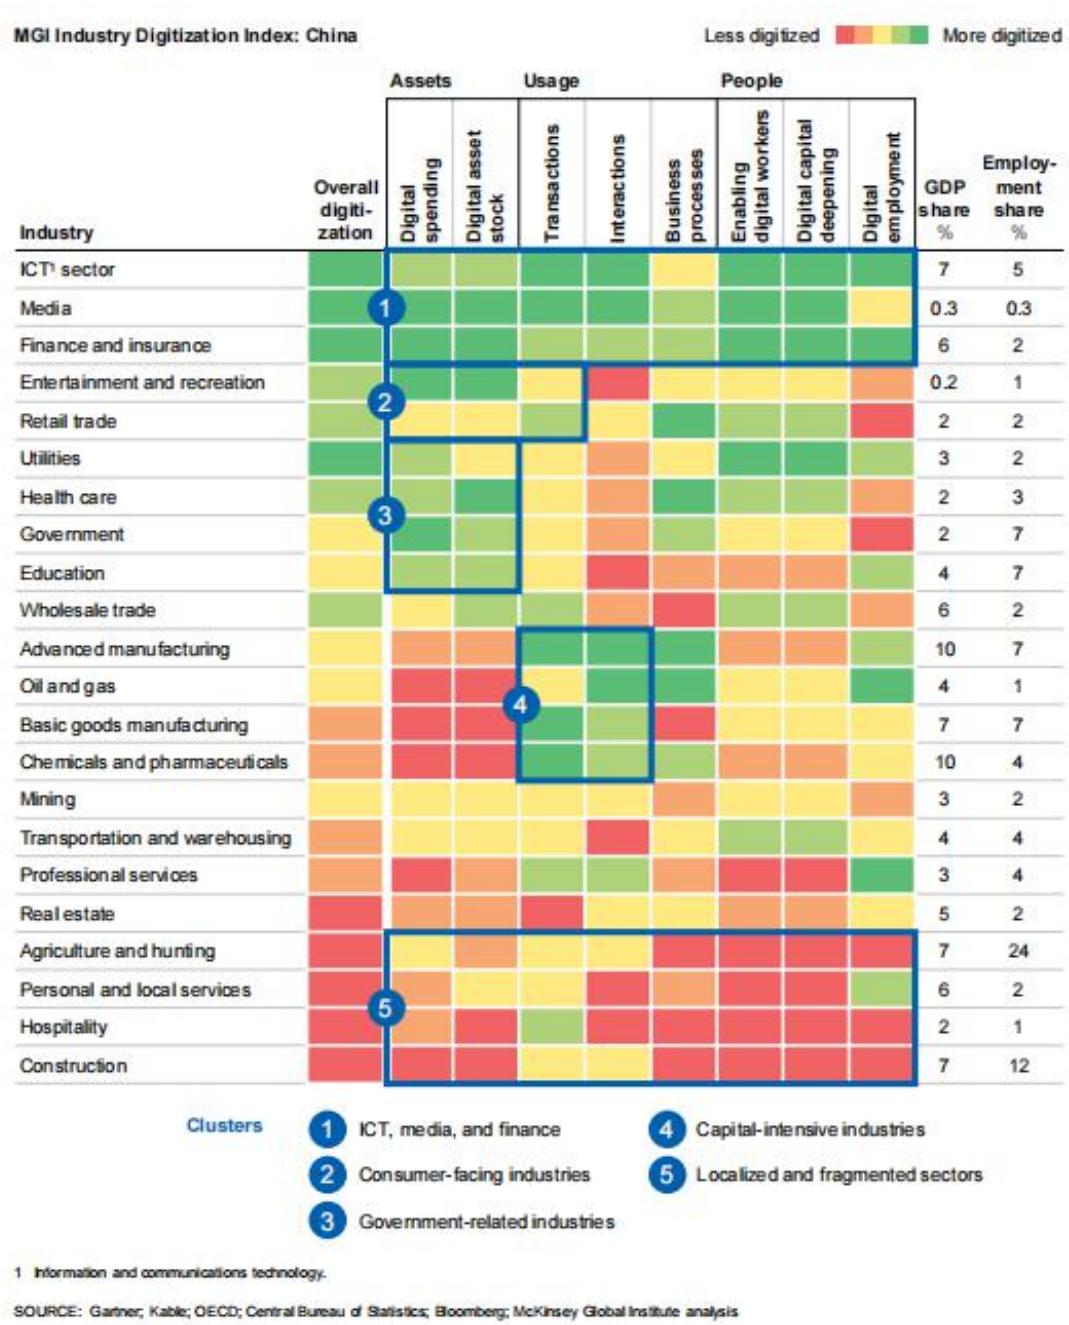 MGI Industry Digitization Index: China
Less digitized More digitized
Assets Usage People
Industry
Overall digiti- zation
Digital spending
Digital asset stock
Transactions
Interactions
Business processes
Enabling digital workers
Digital capital deepening
Digital employment
GDP share %
Employ- ment share %
ICT¹ sector 7 5
Media 0.3 0.3
Finance and insurance 6 2
Entertainment and recreation 0.2 1
Retail trade 2 2
Utilities 3 2
Health care 2 3
Government 2 7
Education 4 7
Wholesale trade 6 2
Advanced manufacturing 10 7
Oil and gas 4 1
Basic goods manufacturing 7 7
Chemicals and pharmaceuticals 10 4
Mining 3 2
Transportation and warehousing 4 4
Professional services 3 4
Real estate 5 2
Agriculture and hunting 7 24
Personal and local services 6 2
Hospitality 2 1
Construction 7 12
1
2
3
4
5
Clusters
1 ICT, media, and finance
2 Consumer-facing industries
3 Government-related industries
4 Capital-intensive industries
5 Localized and fragmented sectors
1 Information and communications technology.
SOURCE: Gartner; Kable; OECD; Central Bureau of Statistics; Bloomberg; McKinsey Global Institute analysis